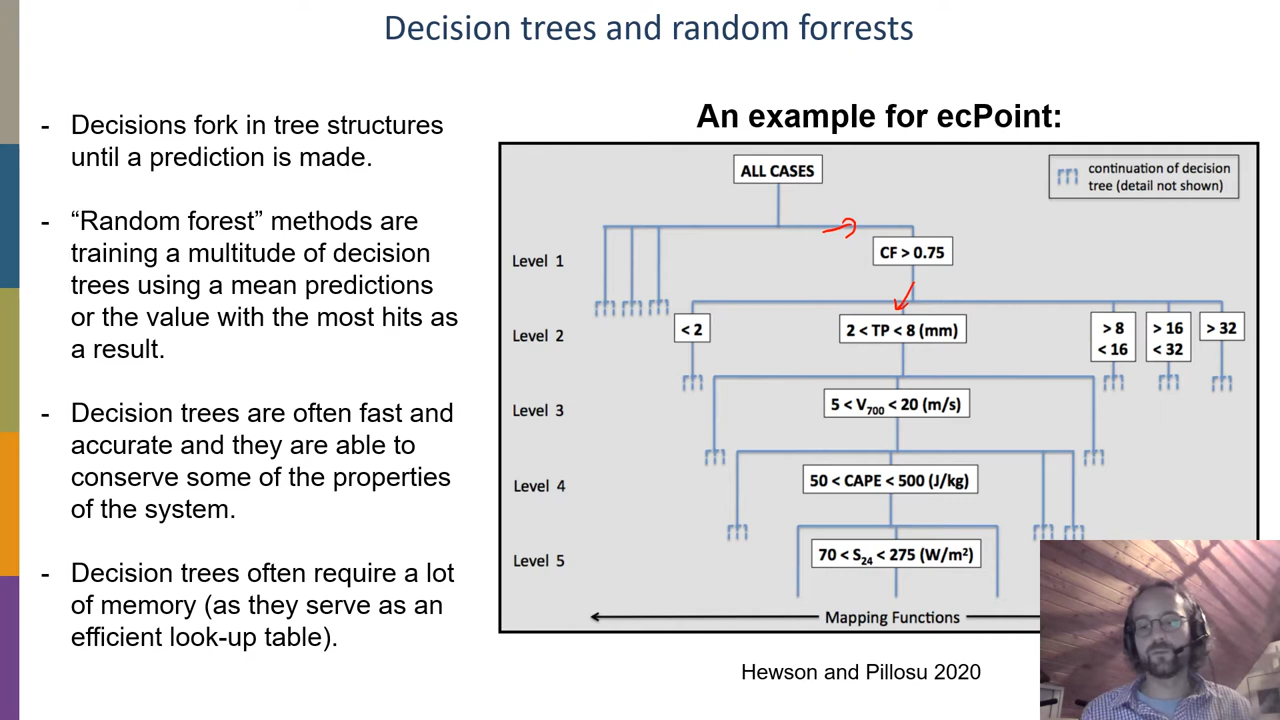 Decision trees and random forrests
- Decisions fork in tree structures
until a prediction is made.
- “Random forest” methods are
training a multitude of decision
trees using a mean predictions
or the value with the most hits as
a result.
- Decision trees are often fast and
accurate and they are able to
conserve some of the properties
of the system.
- Decision trees often require a lot
of memory (as they serve as an
efficient look-up table).
An example for ecPoint:
ALL CASES
continuation of decision
tree (detail not shown)
Level 1
CF > 0.75
Level 2
< 2
2 < TP < 8 (mm)
> 8
< 16
> 16
< 32
> 32
Level 3
5 < V700 < 20 (m/s)
Level 4
50 < CAPE < 500 (J/kg)
Level 5
70 < S24 < 275 (W/m²)
Mapping Functions
Hewson and Pillosu 2020